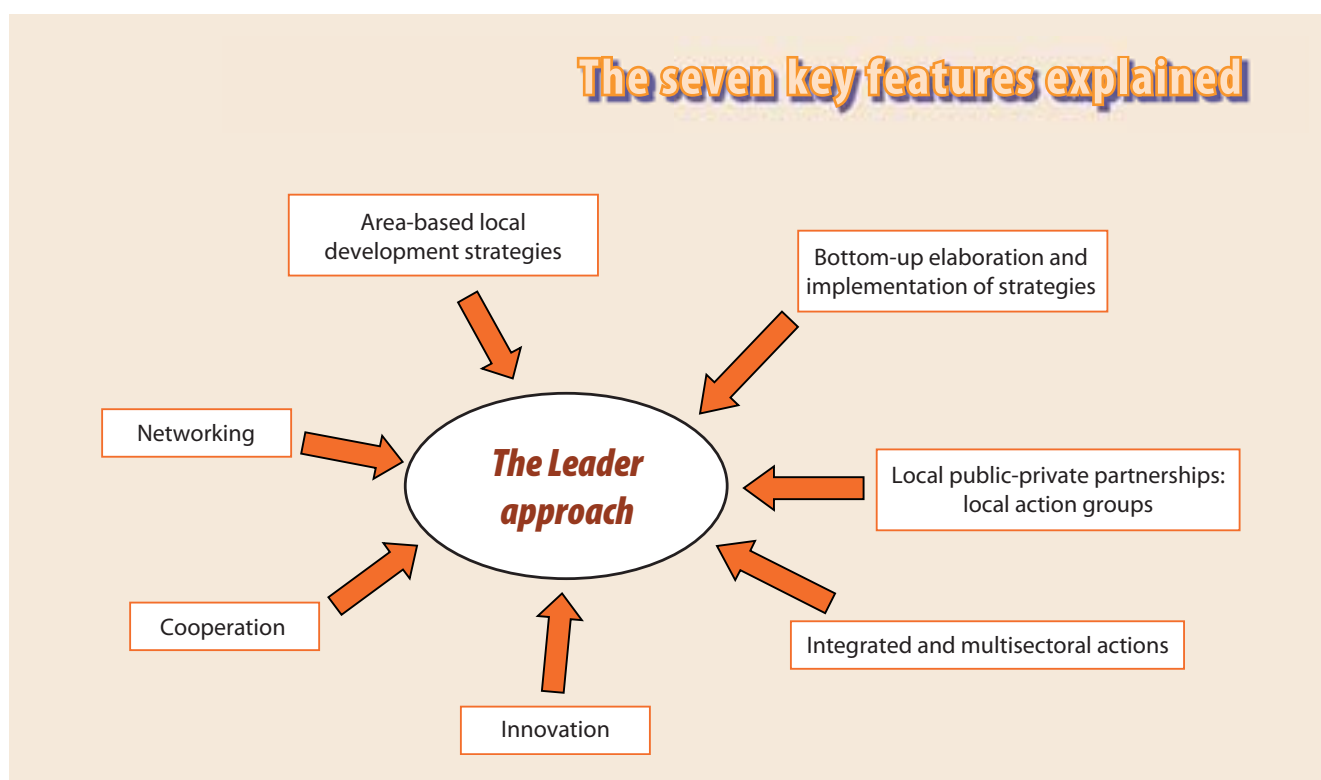 The seven key features explained
Area-based local
development strategies
Bottom-up elaboration and
implementation of strategies
Networking
The Leader
approach
Local public-private partnerships:
local action groups
Cooperation
Integrated and multisectoral actions
Innovation